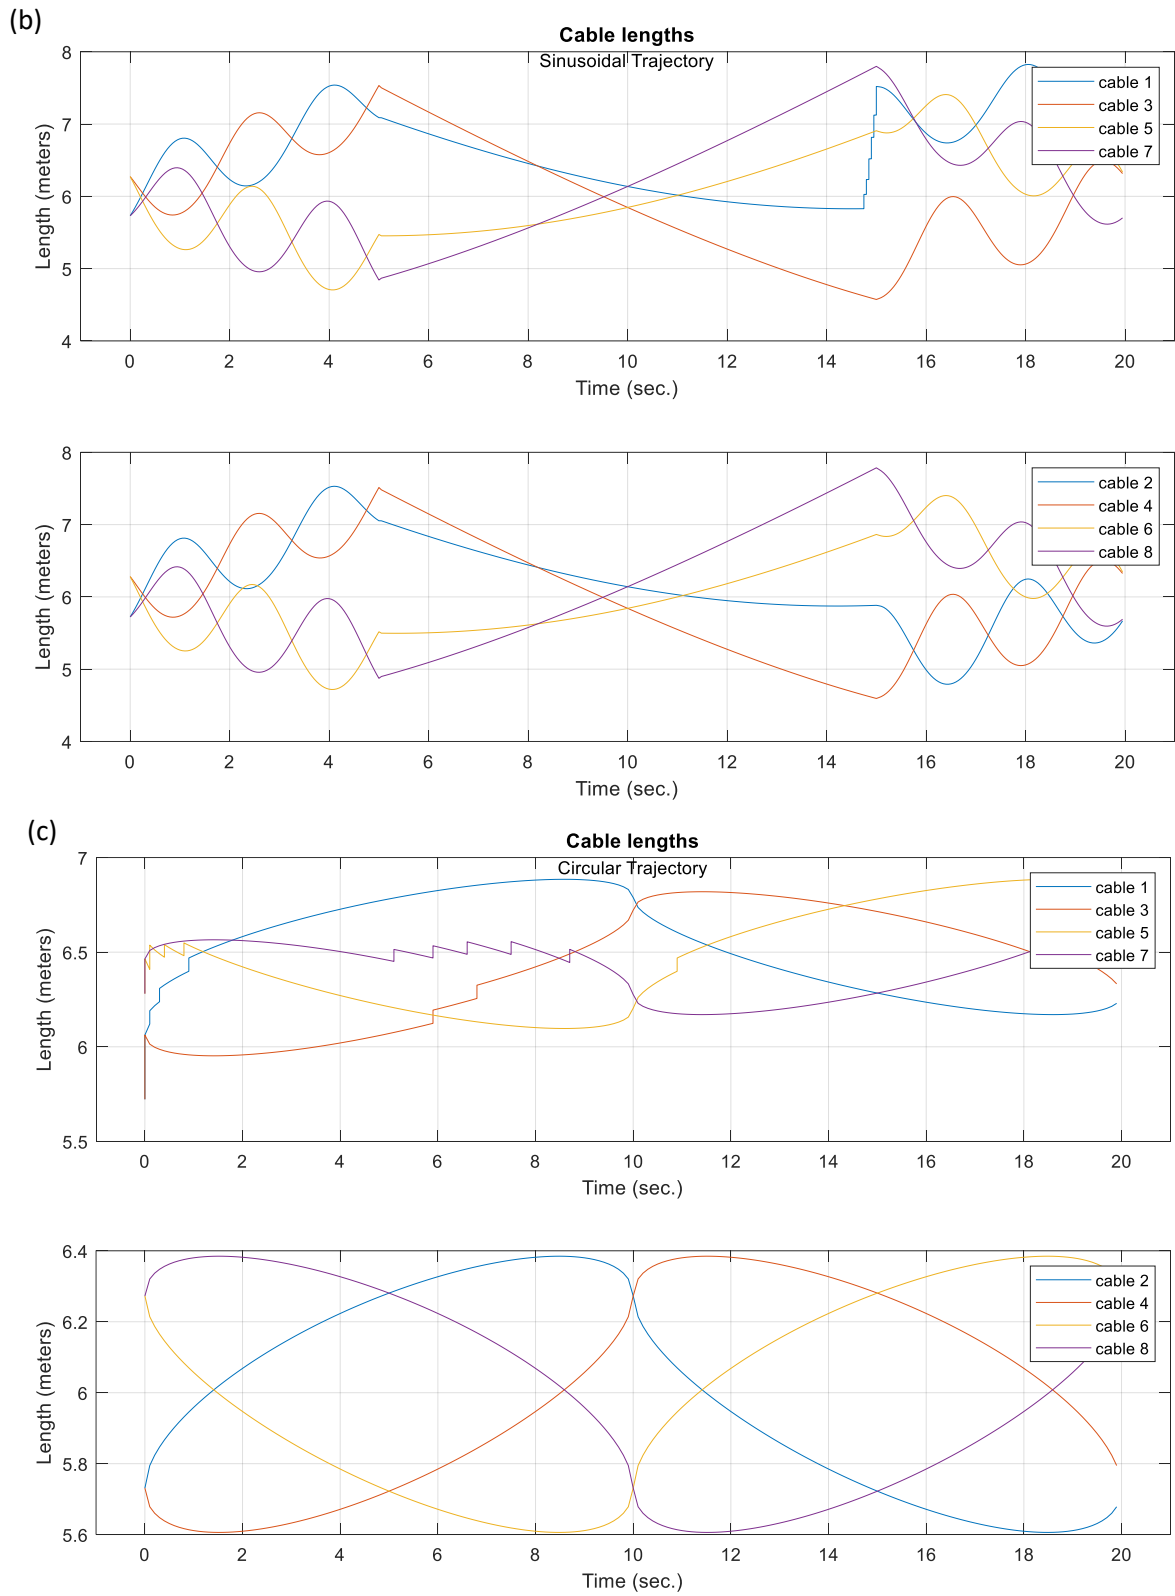 (b)
Cable lengths
Sinusoidal Trajectory
8
7
6
5
4
Length (meters)
cable 1
cable 3
cable 5
cable 7
0 2 4 6 8 10 12 14 16 18 20
Time (sec.)
8
7
6
5
4
Length (meters)
cable 2
cable 4
cable 6
cable 8
0 2 4 6 8 10 12 14 16 18 20
Time (sec.)
(c)
Cable lengths
Circular Trajectory
7
6.5
6
5.5
Length (meters)
cable 1
cable 3
cable 5
cable 7
0 2 4 6 8 10 12 14 16 18 20
Time (sec.)
6.4
6.2
6
5.8
5.6
Length (meters)
cable 2
cable 4
cable 6
cable 8
0 2 4 6 8 10 12 14 16 18 20
Time (sec.)